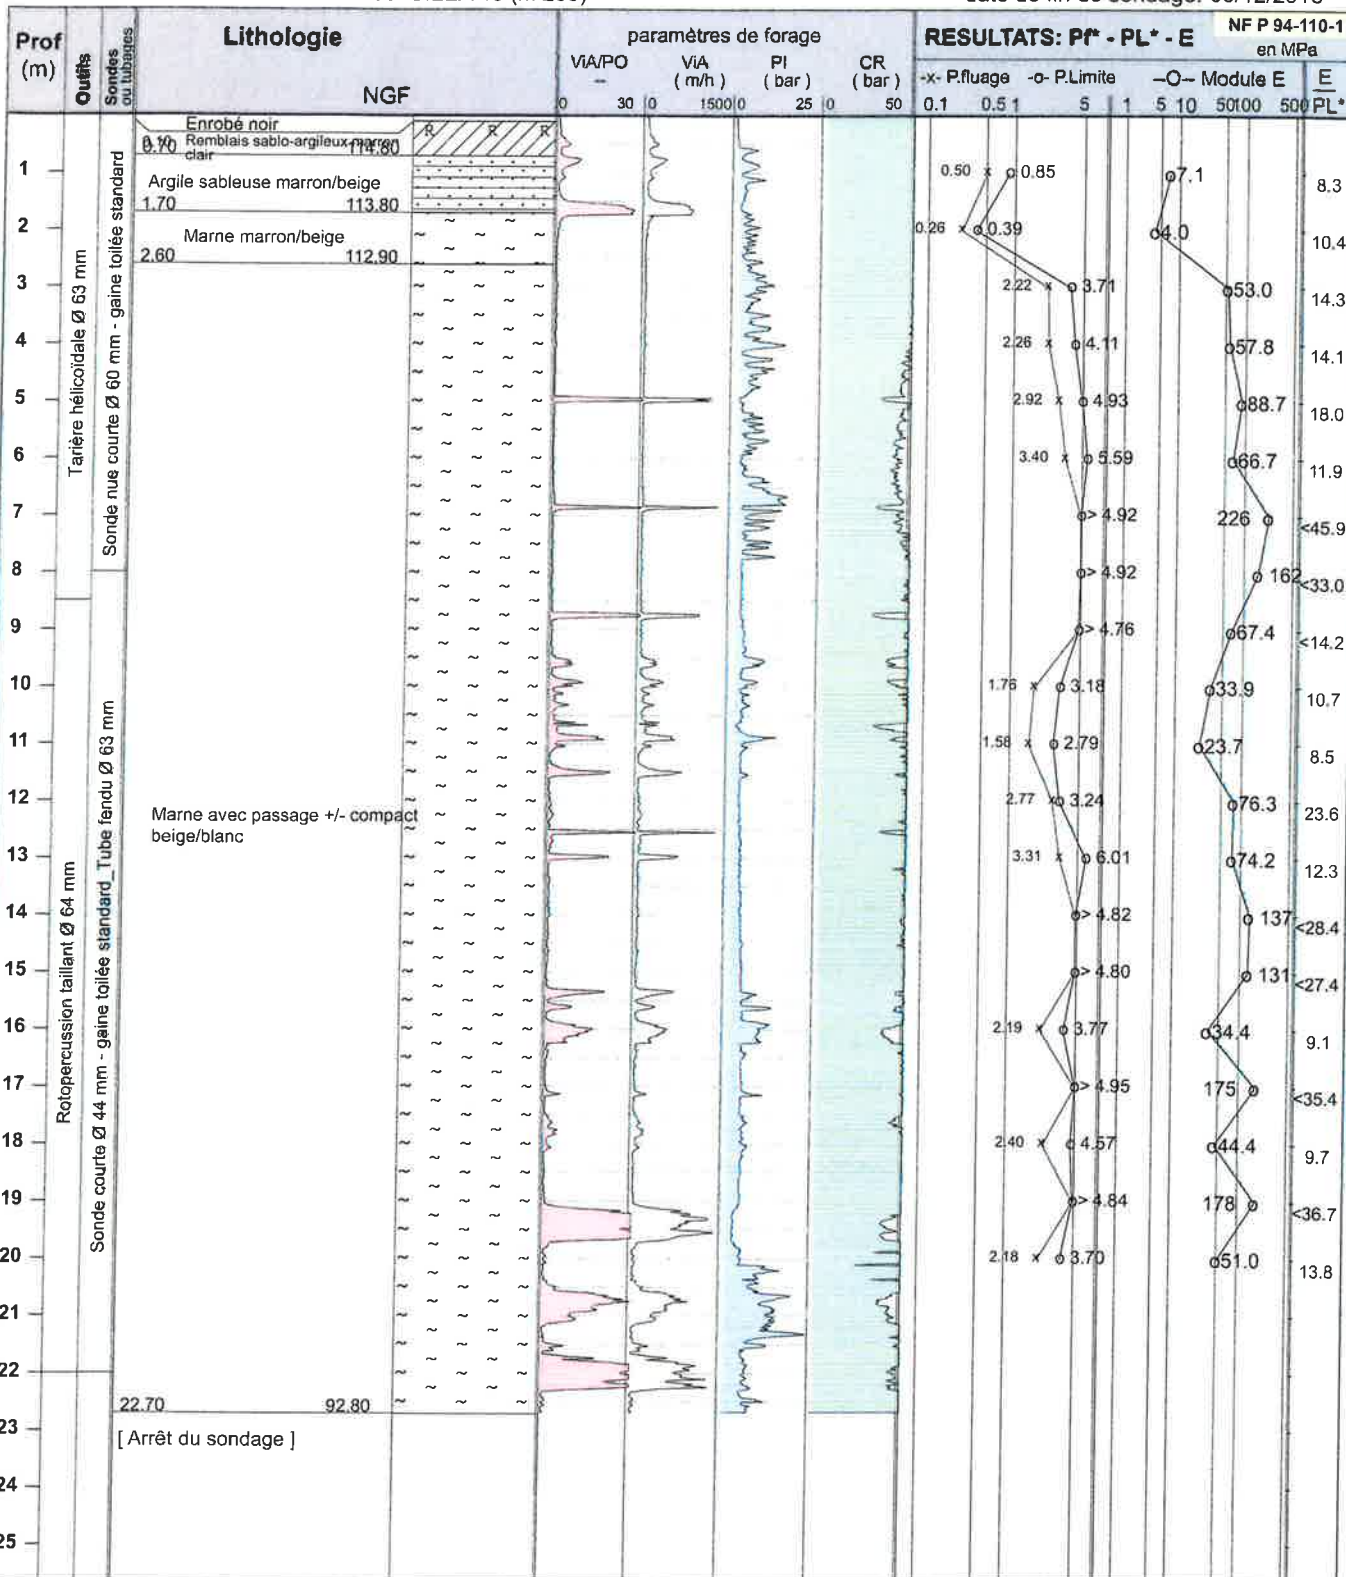 date de fin de sondage: 
Prof (m)
Outils
Sondes ou tubages
Lithologie
NGF
paramètres de forage
VIA/PO
--
0 30
ViA
( m/h )
0 1500
PI
( bar )
0 25
CR
( bar )
0 50
RESULTATS: Pf* - PL* - E
NF P 94-110-1
en MPa
-x- P.fluage -o- P.Limite —O— Module E
0.1 0.5 1 5 1 5 10 50 100 500
E
PL*
Enrobé noir
0.10 Remblais sablo-argileux marron clair
0.70 114.80
Argile sableuse marron/beige
1.70 113.80
Marne marron/beige
2.60 112.90
R R R
Marne avec passage +/- compact
beige/blanc
22.70 92.80
[ Arrêt du sondage ]
Tarière hélicoïdale Ø 63 mm
Rotopercussion taillant Ø 64 mm
Sonde nue courte Ø 60 mm - gaine toilée standard
Sonde courte Ø 44 mm - gaine toilée standard_Tube fendu Ø 63 mm
1 0.50 0.85 7.1 8.3
2 0.26 0.39 4.0 10.4
3 2.22 3.71 53.0 14.3
4 2.26 4.11 57.8 14.1
5 2.92 4.93 88.7 18.0
6 3.40 5.59 66.7 11.9
7 > 4.92 226 <45.9
8 > 4.92 162 <33.0
9 > 4.76 67.4 <14.2
10 1.76 3.18 33.9 10.7
11 1.58 2.79 23.7 8.5
12 2.77 3.24 76.3 23.6
13 3.31 6.01 74.2 12.3
14 > 4.82 137 <28.4
15 > 4.80 131 <27.4
16 2.19 3.77 34.4 9.1
17 > 4.95 175 <35.4
18 2.40 4.57 44.4 9.7
19 > 4.84 178 <36.7
20 2.18 3.70 51.0 13.8
21
22
23
24
25